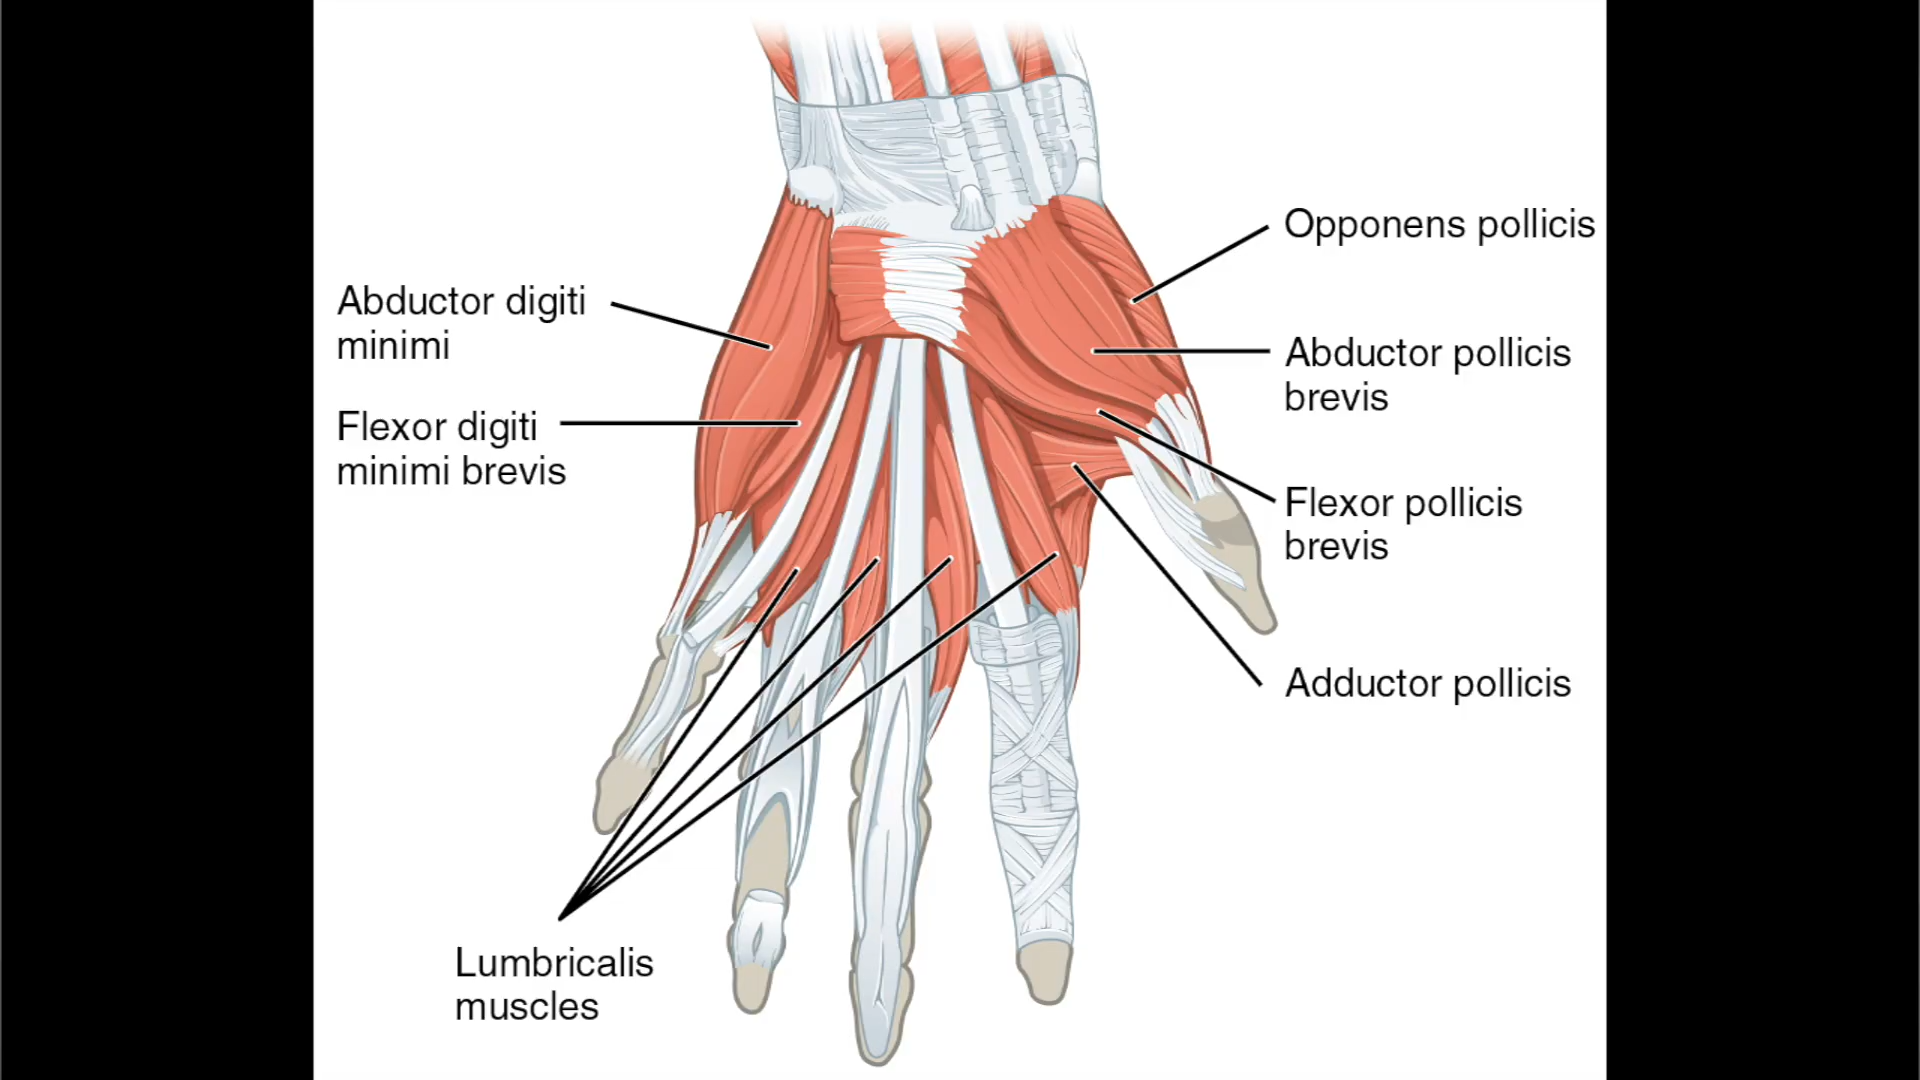 Opponens pollicis
Abductor digiti
minimi
Abductor pollicis
brevis
Flexor digiti
minimi brevis
Flexor pollicis
brevis
Adductor pollicis
Lumbricalis
muscles